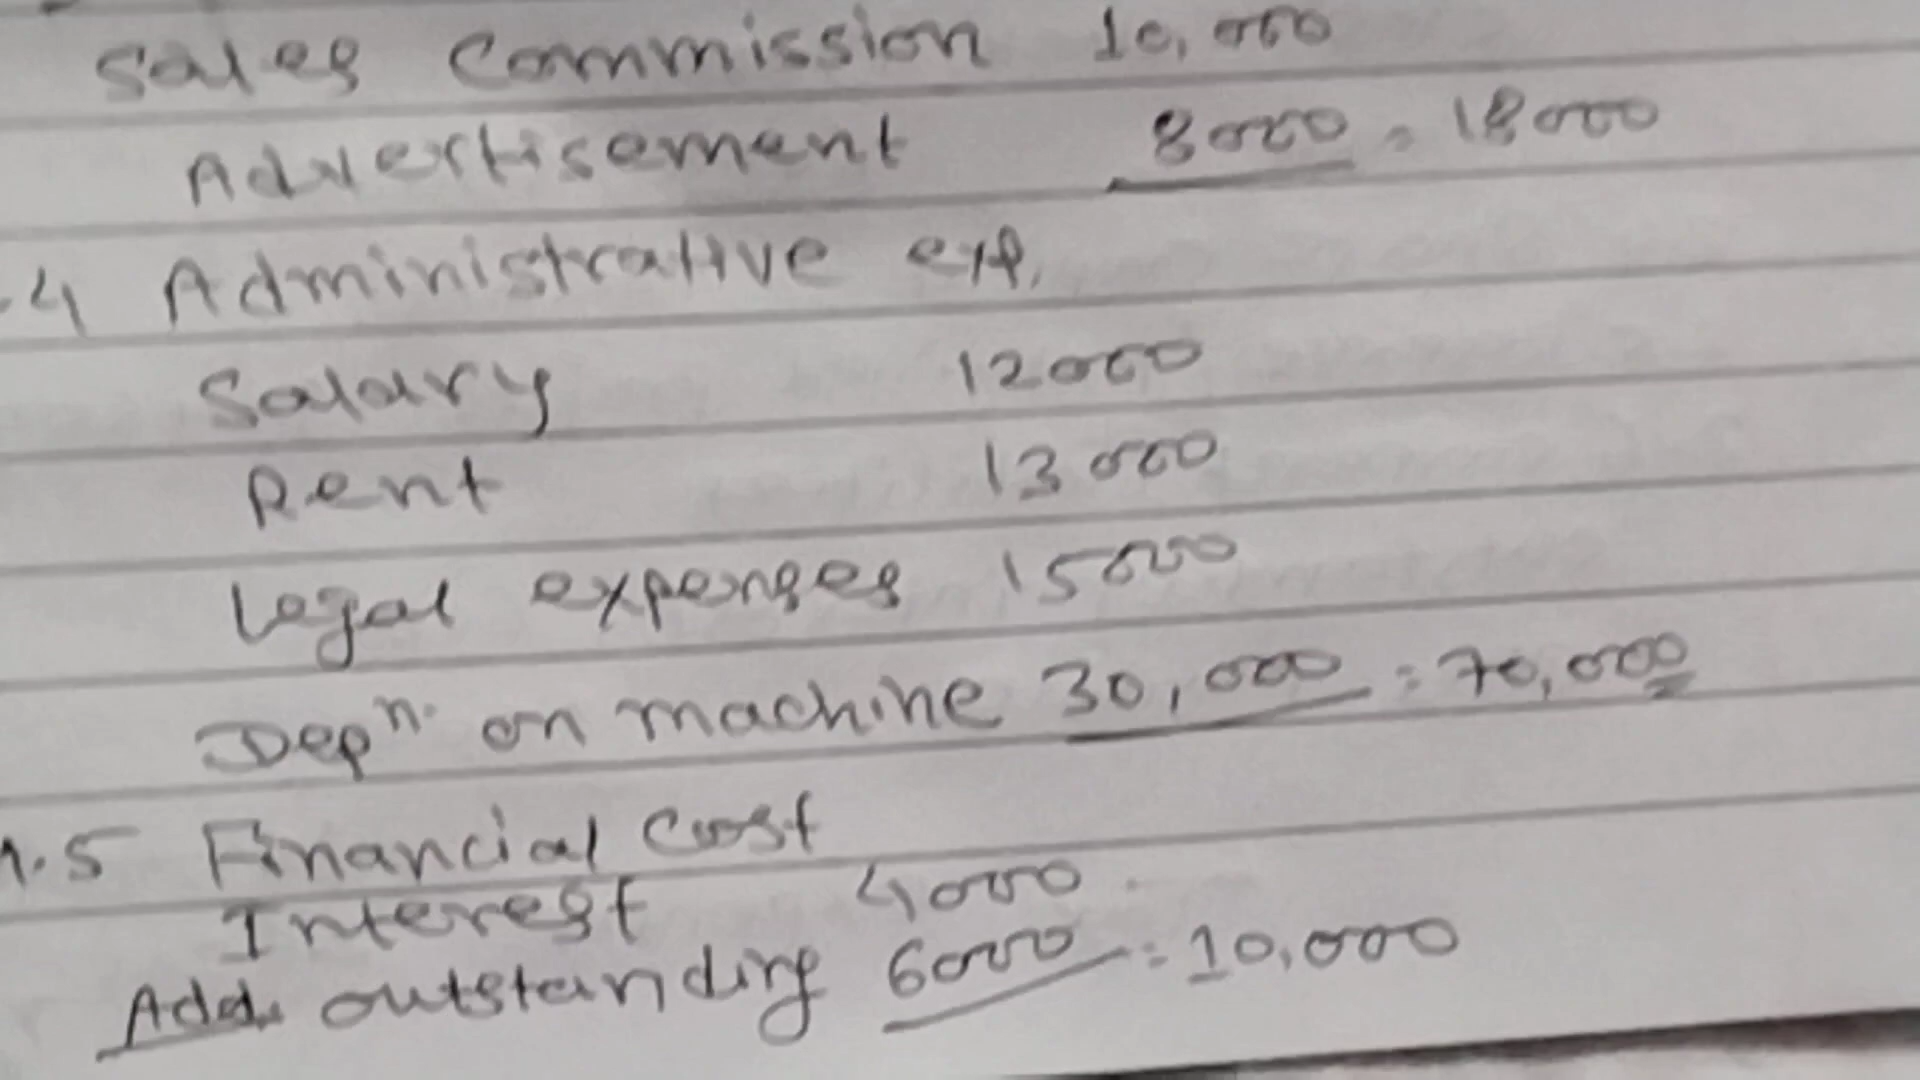 Sales Commission 10,000
Advertisement 8000 = 18000
.4 Administrative exp.
Salary 12000
Rent 13000
Legal expenses 15000
Depn. on machine 30,000 = 70,000
1.5 Financial Cost
Interest 4000
Add. outstanding 6000 = 10,000